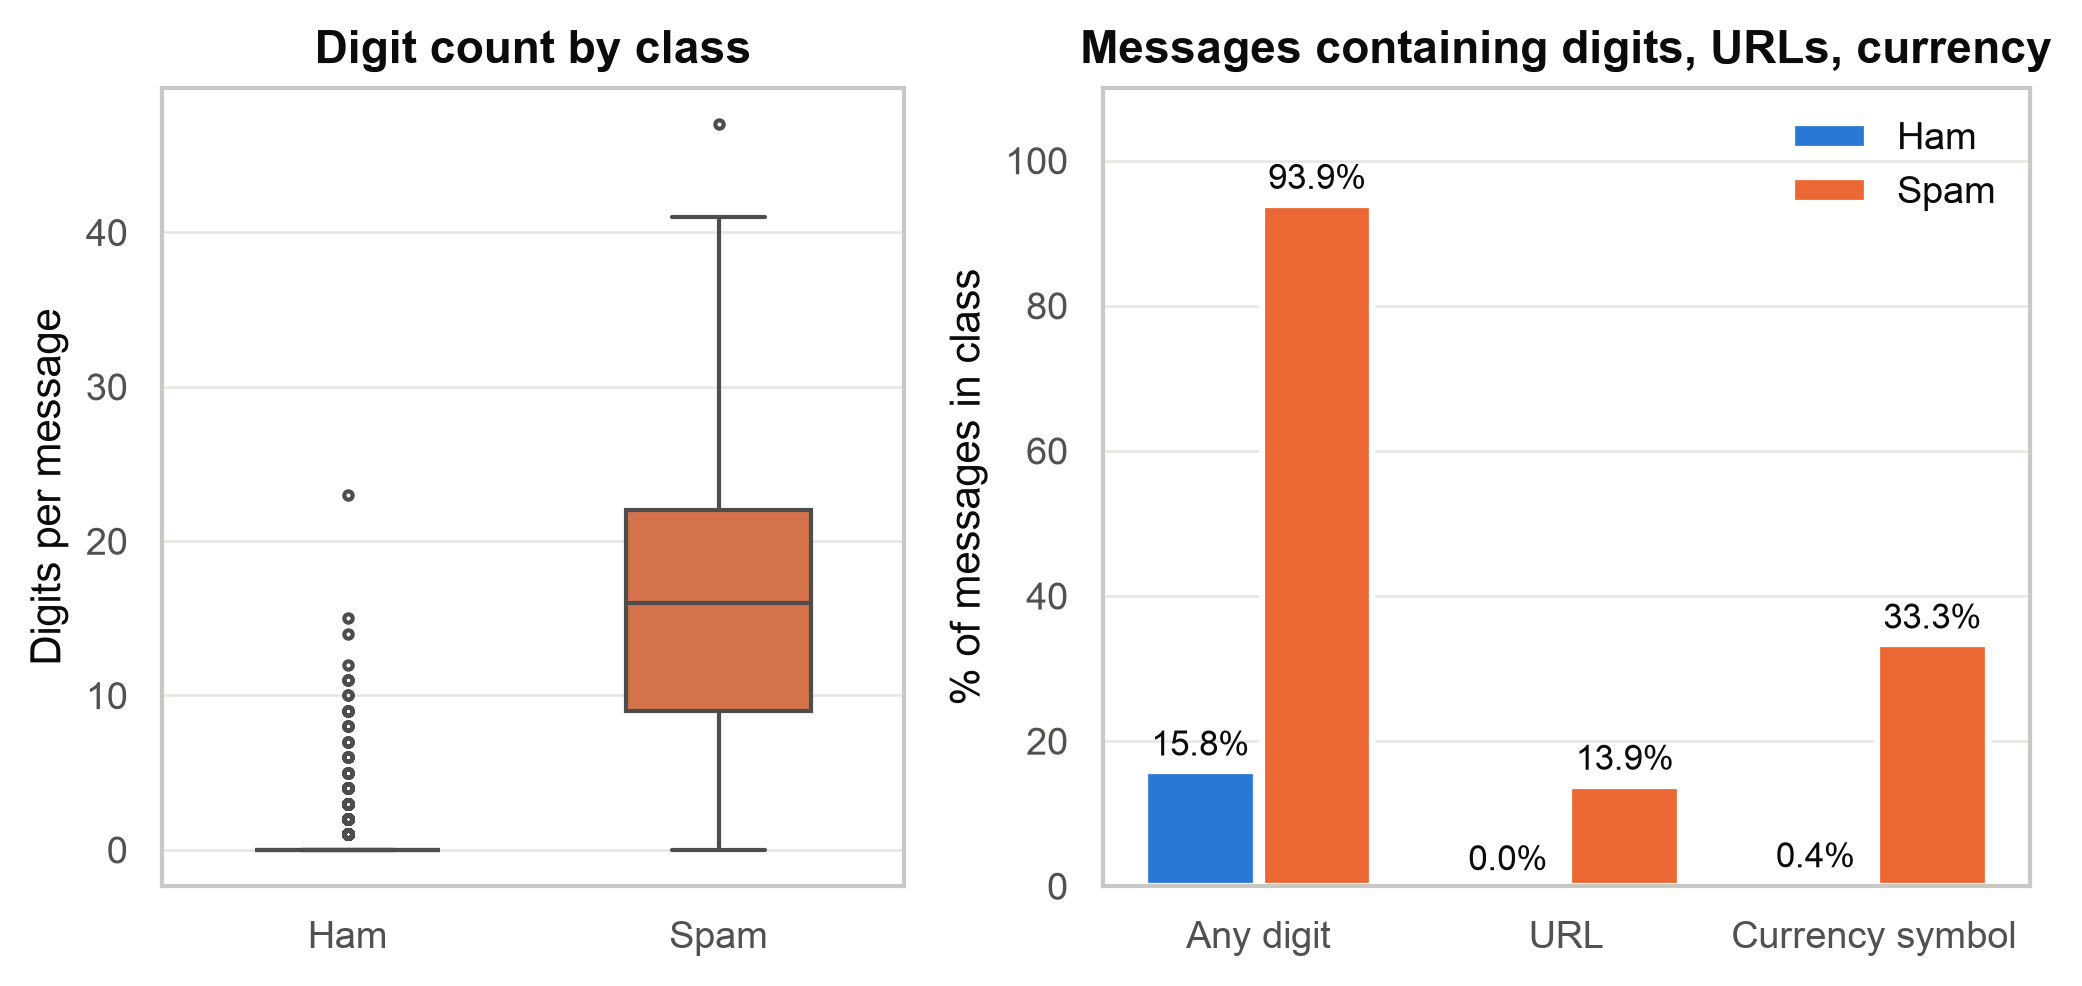 Digit count by class
Digits per message
40
30
20
10
0
Ham
Spam
Messages containing digits, URLs, currency
% of messages in class
100
80
60
40
20
0
Ham
Spam
15.8%
93.9%
0.0%
13.9%
0.4%
33.3%
Any digit
URL
Currency symbol